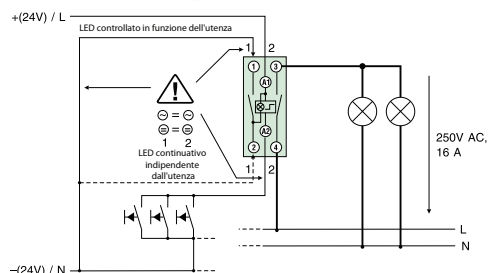 +(24V) / L
LED controllato in funzione dell'utenza
1 2
1 3
A1
A2
2 4
1 2
~ = ~
= = =
1 2
LED continuativo
indipendente
dall'utenza
250V AC,
16 A
L
N
–(24V) / N